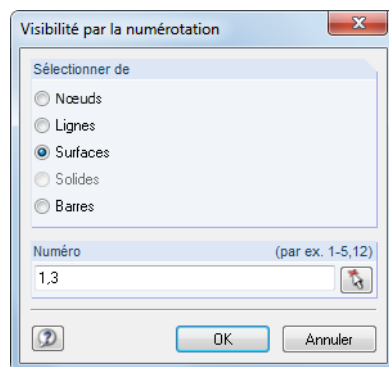 Visibilité par la numérotation
Sélectionner de
Nœuds
Lignes
Surfaces
Solides
Barres
Numéro (par ex. 1-5,12)
1,3
OK Annuler